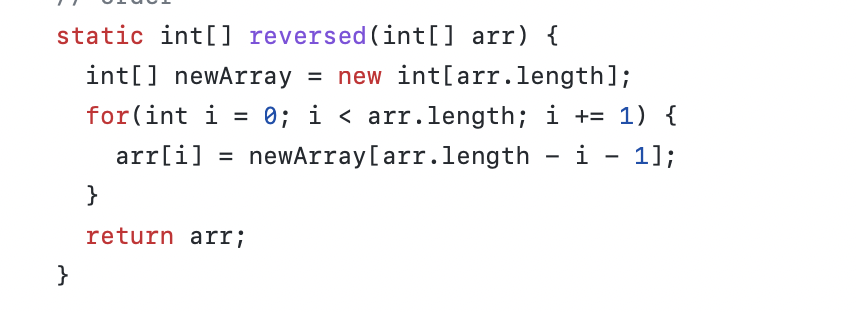 // order
static int[] reversed(int[] arr) {
  int[] newArray = new int[arr.length];
  for(int i = 0; i < arr.length; i += 1) {
    arr[i] = newArray[arr.length - i - 1];
  }
  return arr;
}